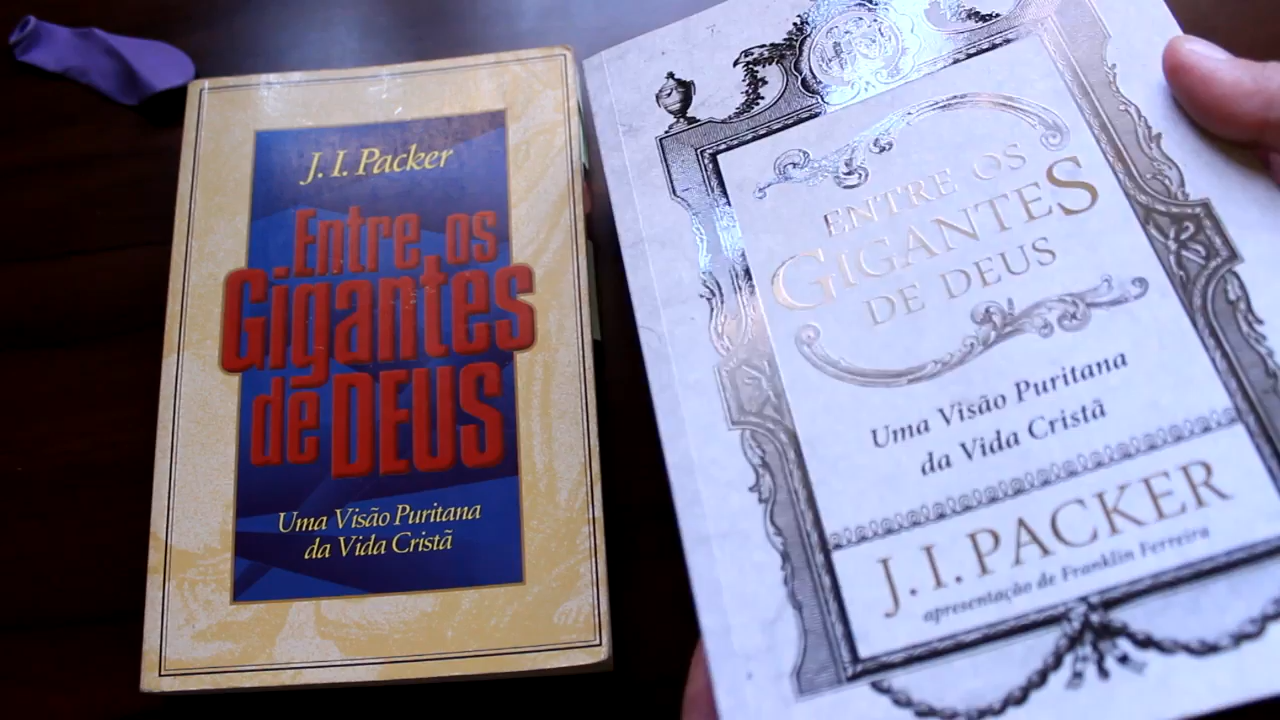 J. I. Packer
Entre os
Gigantes
de DEUS
Uma Visão Puritana
da Vida Cristã
ENTRE OS
GIGANTES
DE DEUS
Uma Visão Puritana
da Vida Cristã
J. I. PACKER
apresentação de Franklin Ferreira